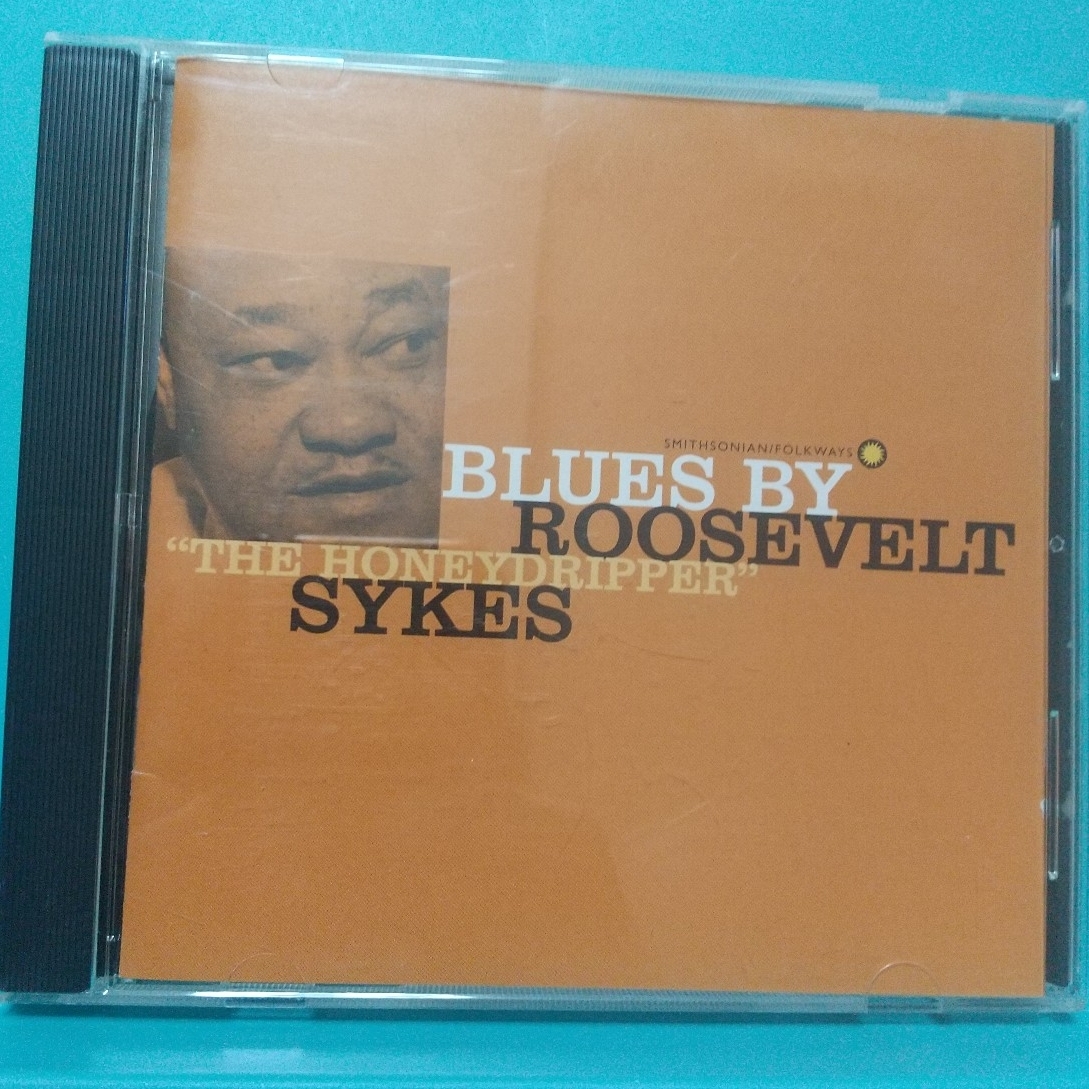 SMITHSONIAN/FOLKWAYS
BLUES BY
ROOSEVELT
“THE HONEYDRIPPER”
SYKES